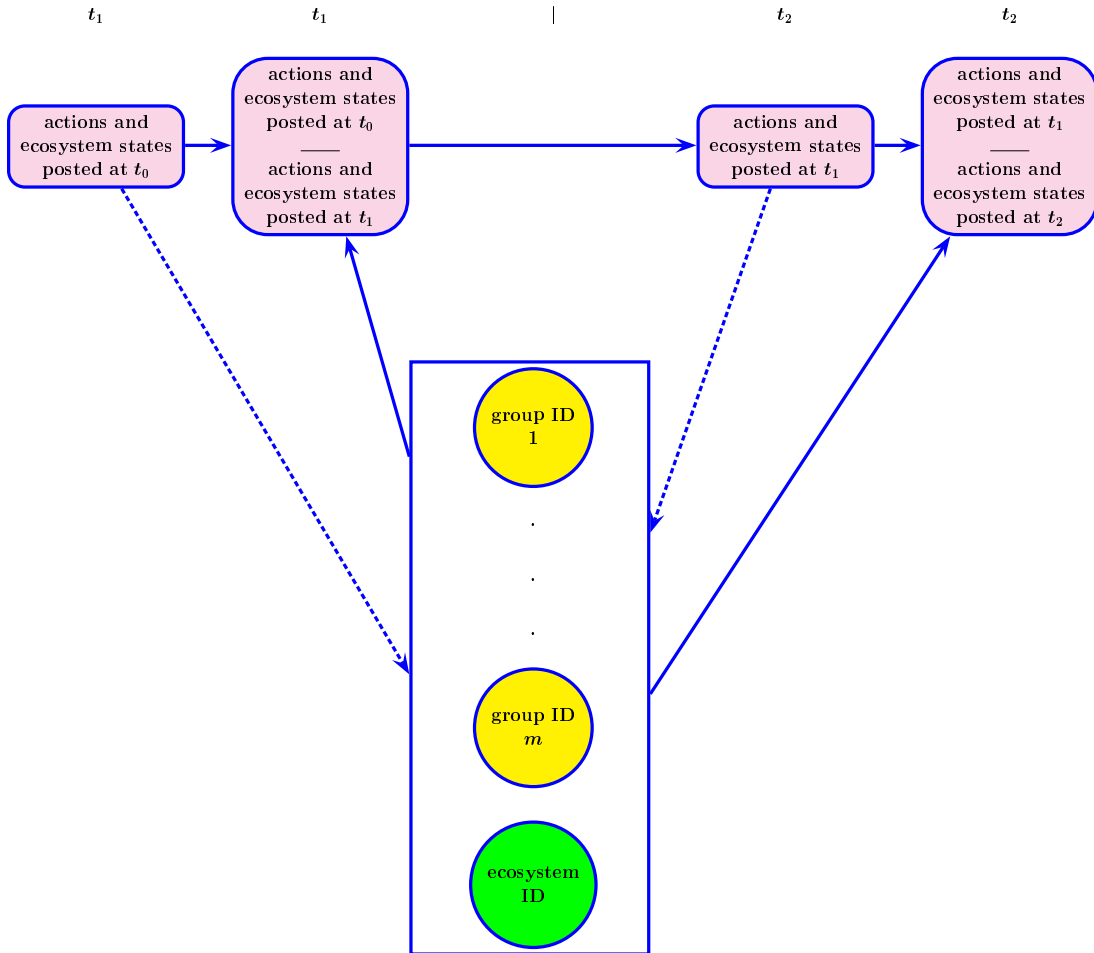 t₁ t₁ | t₂ t₂
actions and
ecosystem states
posted at t₀
actions and
ecosystem states
posted at t₀
actions and
ecosystem states
posted at t₁
actions and
ecosystem states
posted at t₁
actions and
ecosystem states
posted at t₁
actions and
ecosystem states
posted at t₂
group ID
1
.
.
.
group ID
m
ecosystem
ID